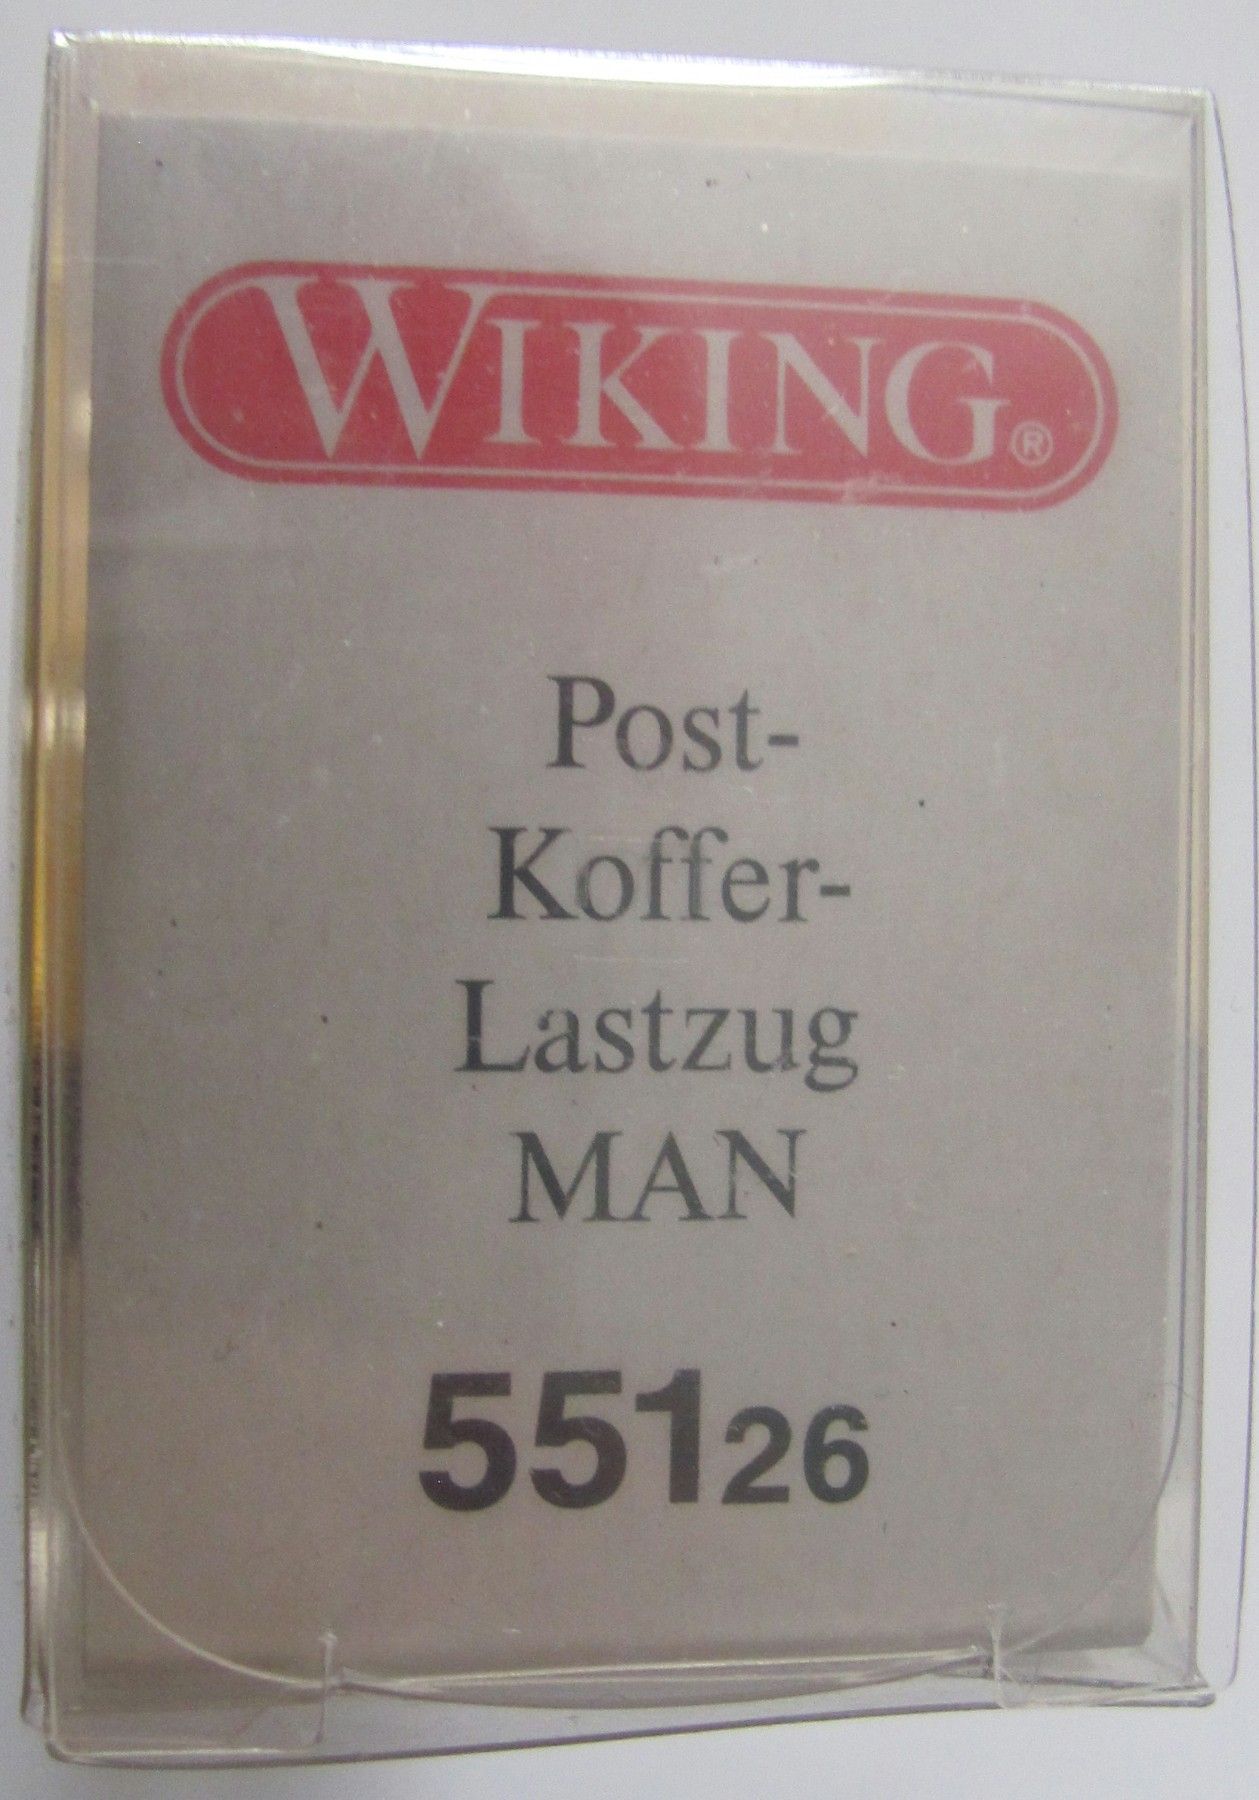 WIKING®
Post-
Koffer-
Lastzug
MAN
55126